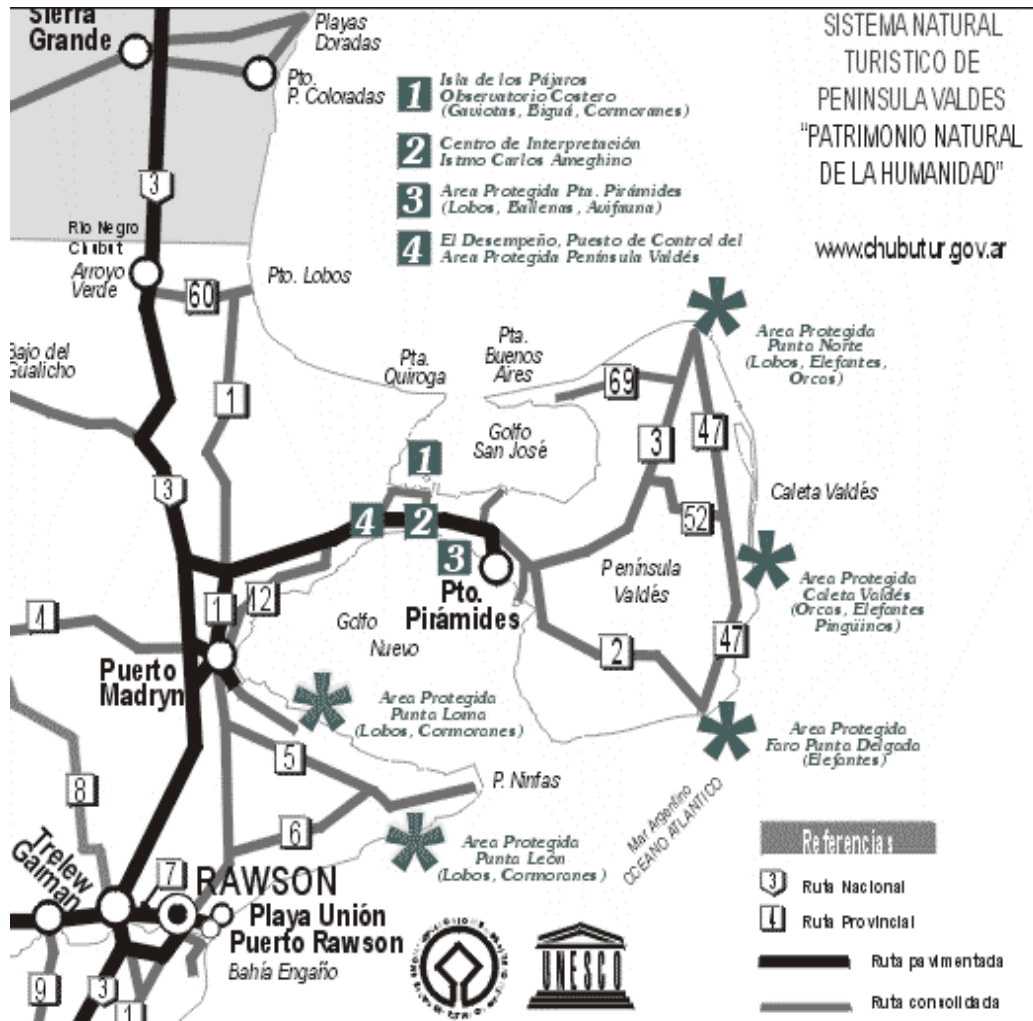 Sierra
Grande
Playas
Doradas
Pto.
P. Coloradas
SISTEMA NATURAL
TURISTICO DE
PENINSULA VALDES
"PATRIMONIO NATURAL
DE LA HUMANIDAD"
www.chubutur.gov.ar
1
Isla de los Pájaros
Observatorio Costero
(Gaviotas, Biguá, Cormoranes)
2
Centro de Interpretación
Istmo Carlos Ameghino
3
Area Protegida Pta. Pirámides
(Lobos, Ballenas, Avifauna)
4
El Desempeño, Puesto de Control del
Area Protegida Península Valdés
3
Río Negro
Chubut
Arroyo
Verde
60
Pto. Lobos
Bajo del
Gualicho
1
Pta.
Quiroga
Pta.
Buenos
Aires
69
Area Protegida
Punta Norte
(Lobos, Elefantes,
Orcas)
Golfo
San José
3
47
3
1
4
2
3
52
Caleta Valdés
Península
Valdés
Area Protegida
Caleta Valdés
(Orcas, Elefantes
Pingüinos)
Pto.
Pirámides
1
42
4
Golfo
Nuevo
2
47
Puerto
Madryn
Area Protegida
Punta Loma
(Lobos, Cormoranes)
Area Protegida
Faro Punta Delgada
(Elefantes)
5
8
P. Ninfas
6
Area Protegida
Punta León
(Lobos, Cormoranes)
Mar Argentino
OCEANO ATLANTICO
Trelew
Gaiman
7
RAWSON
Playa Unión
Puerto Rawson
Bahía Engaño
9
3
1
UNESCO
Referencias
3 Ruta Nacional
4 Ruta Provincial
Ruta pavimentada
Ruta consolidada